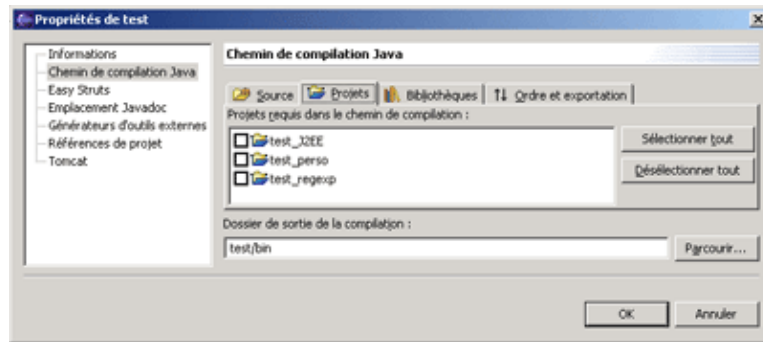 Propriétés de test
Informations
Chemin de compilation Java
Easy Struts
Emplacement Javadoc
Générateurs d'outils externes
Références de projet
Tomcat
Chemin de compilation Java
Source Projets Bibliothèques Ordre et exportation
Projets requis dans le chemin de compilation :
test_J2EE
test_perso
test_regexp
Sélectionner tout
Désélectionner tout
Dossier de sortie de la compilation :
test/bin
Parcourir...
OK Annuler